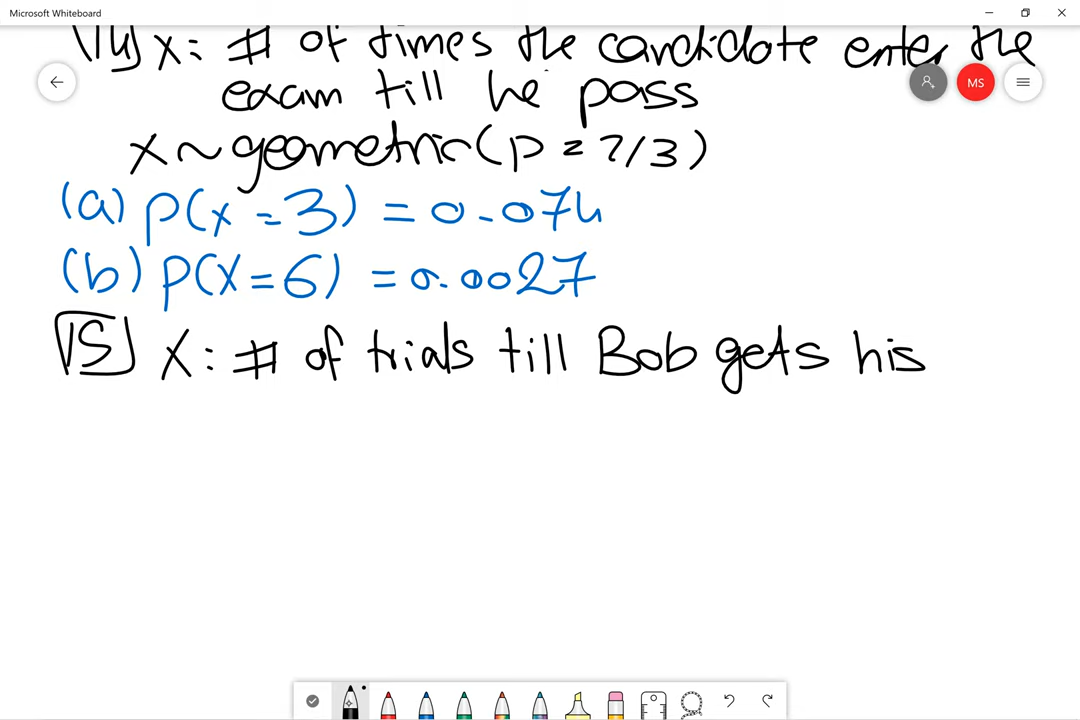 Microsoft Whiteboard
14) X: # of times the candidate enter the
MS
exam till he pass
X ~ geometric(p = 2/3)
(a) p(x = 3) = 0.074
(b) p(X = 6) = 0.0027
15) X: # of trials till Bob gets his